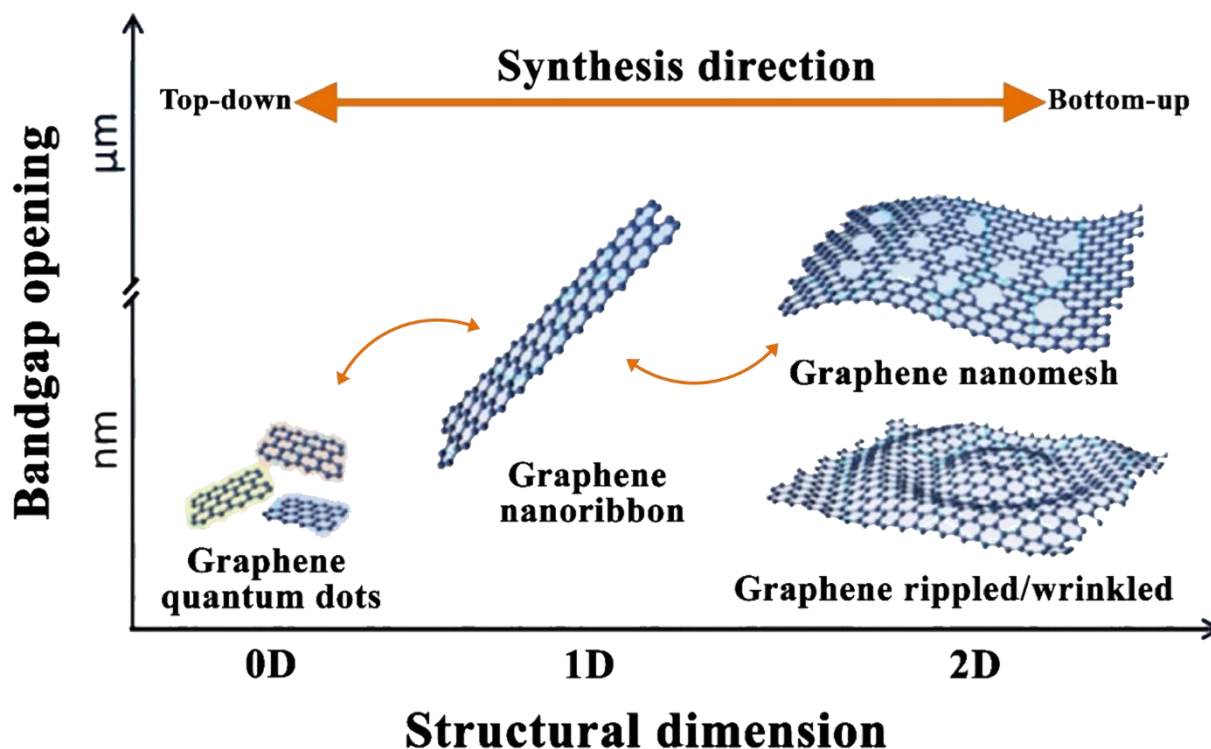 Synthesis direction
Top-down
Bottom-up
Bandgap opening
μm
nm
Graphene nanomesh
Graphene
nanoribbon
Graphene
quantum dots
Graphene rippled/wrinkled
0D
1D
2D
Structural dimension